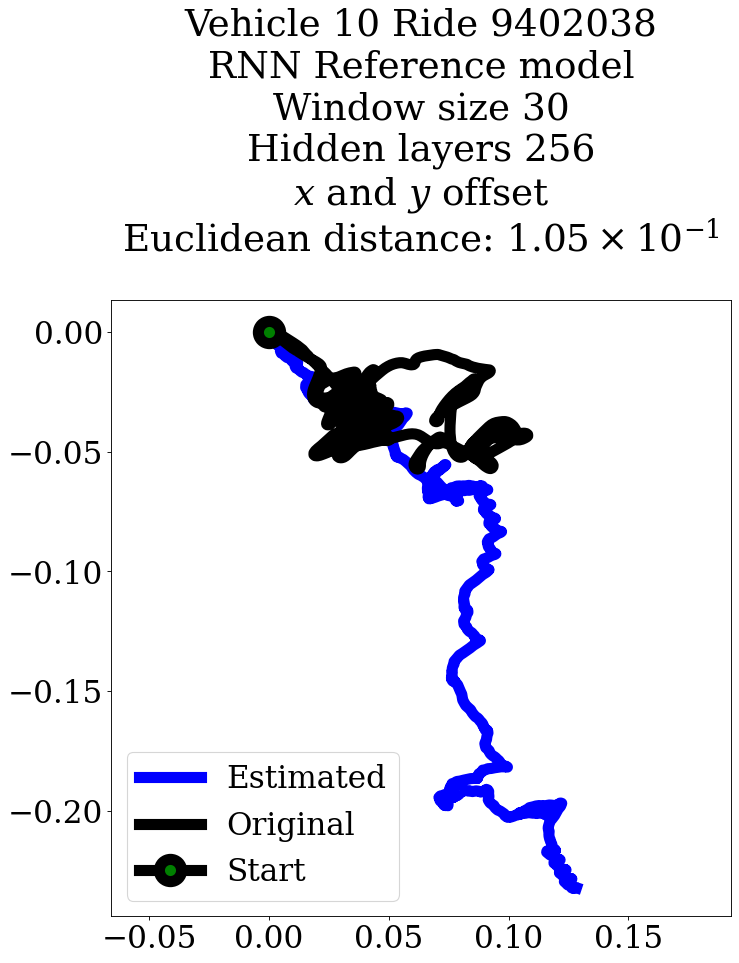 Vehicle 10 Ride 9402038
RNN Reference model
Window size 30
Hidden layers 256
x and y offset
Euclidean distance: 1.05 × 10⁻¹
0.00
−0.05
−0.10
−0.15
−0.20
Estimated
Original
Start
−0.05 0.00 0.05 0.10 0.15